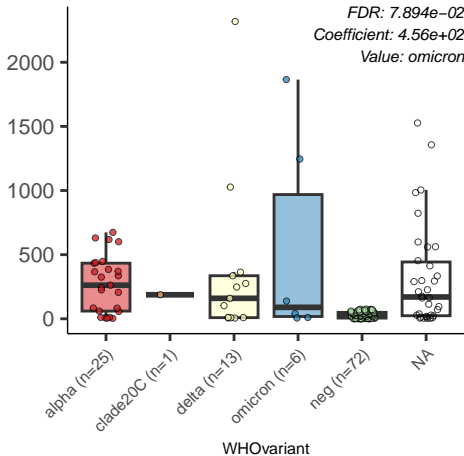 FDR: 7.894e−02
Coefficient: 4.56e+02
Value: omicron
2000
1500
1000
500
0
alpha (n=25)
clade20C (n=1)
delta (n=13)
omicron (n=6)
neg (n=72)
NA
WHOvariant